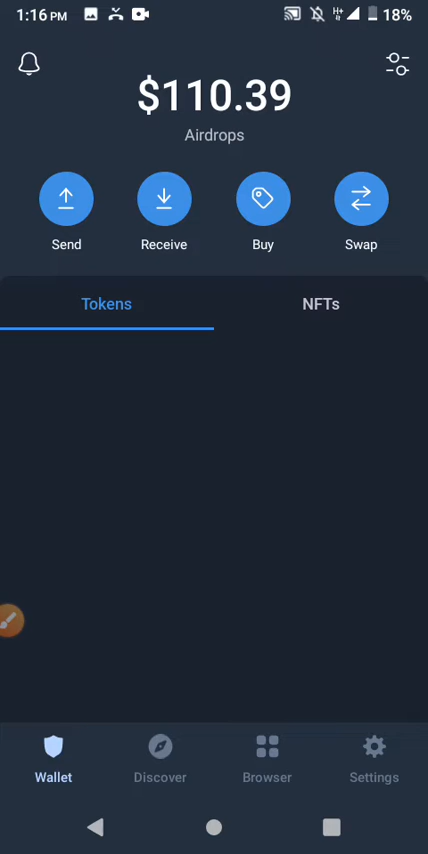 1:16 PM H+ 18%
$110.39
Airdrops
Send Receive Buy Swap
Tokens NFTs
Wallet Discover Browser Settings